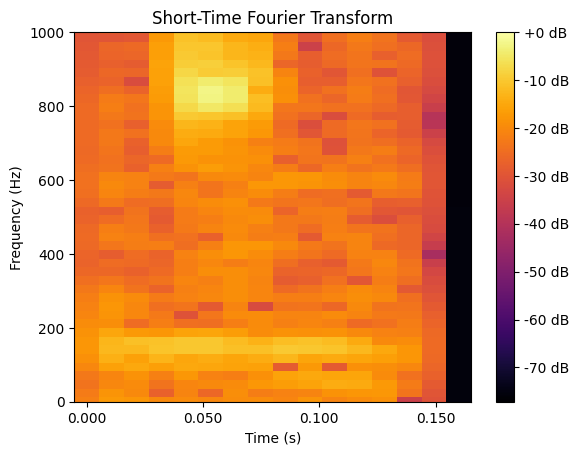 Short-Time Fourier Transform
1000
800
600
400
200
0
Frequency (Hz)
0.000
0.050
0.100
0.150
Time (s)
+0 dB
-10 dB
-20 dB
-30 dB
-40 dB
-50 dB
-60 dB
-70 dB